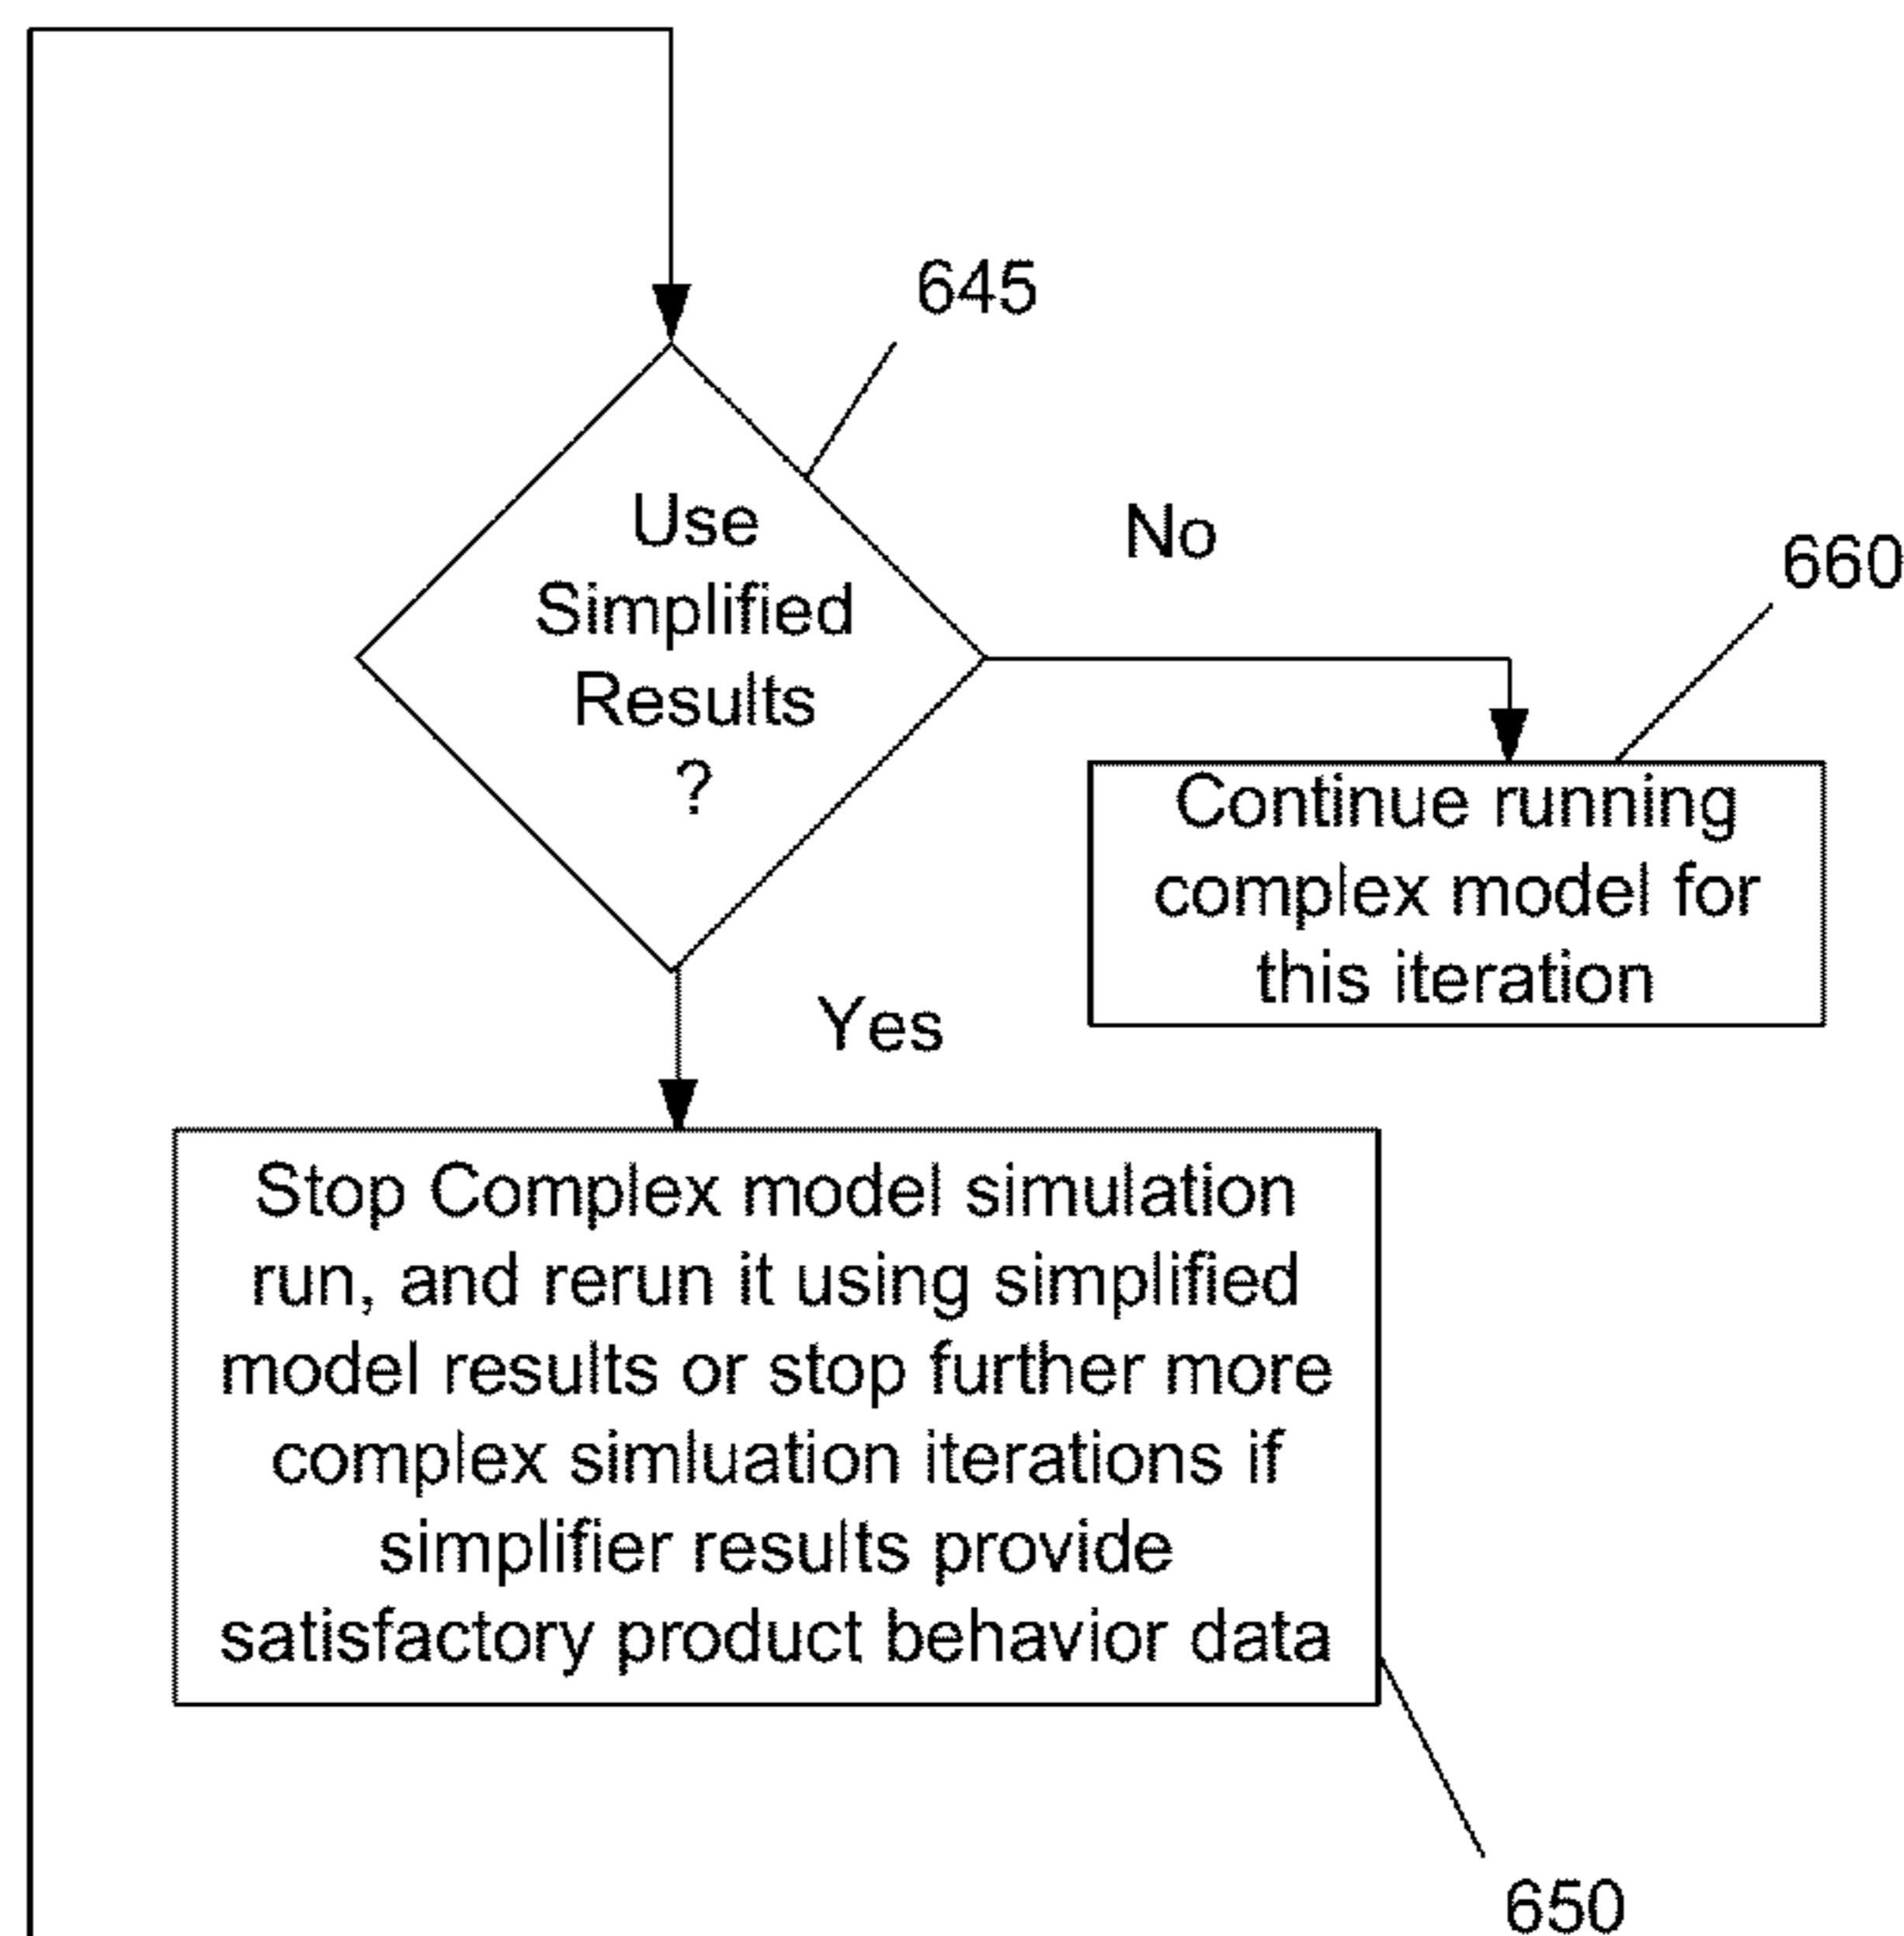 645
Use
Simplified
Results
?
No
660
Continue running
complex model for
this iteration
Yes
Stop Complex model simulation
run, and rerun it using simplified
model results or stop further more
complex simluation iterations if
simplifier results provide
satisfactory product behavior data
650